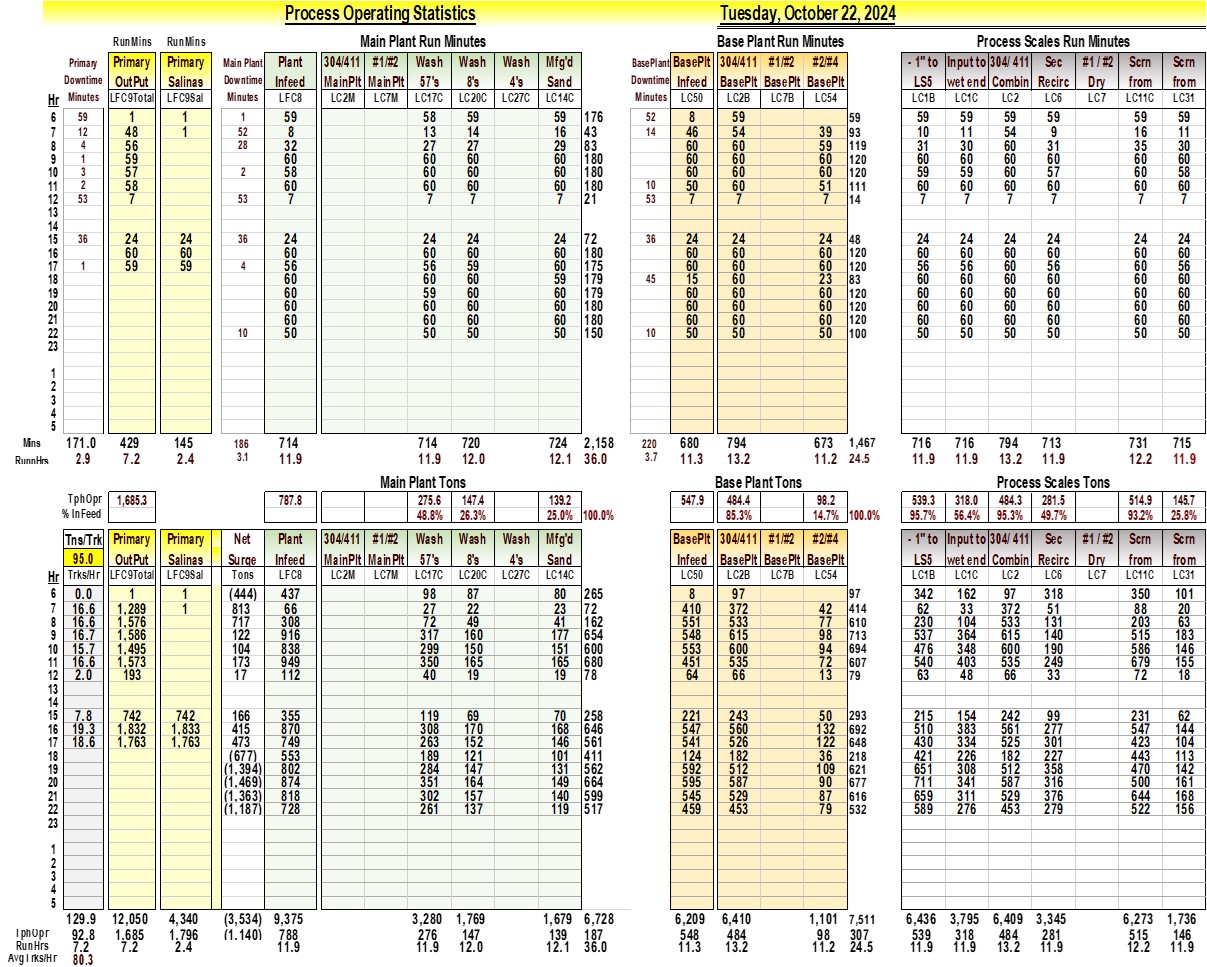 Process Operating Statistics Tuesday, October 22, 2024
RunMins RunMins Main Plant Run Minutes Base Plant Run Minutes Process Scales Run Minutes
Primary Primary Primary Main Plant Plant 304/411 #1/#2 Wash Wash Wash Mfg'd BasePlant BasePlt 304/411 #1/#2 #2/#4 - 1" to Input to 304/ 411 Sec #1 / #2 Scrn Scrn
Downtime OutPut Salinas Downtime Infeed MainPlt MainPlt 57's 8's 4's Sand Downtime Infeed BasePlt BasePlt BasePlt LS5 wet end Combin Recirc Dry from from
Hr Minutes LFC9Total LFC9Sal Minutes LFC8 LC2M LC7M LC17C LC20C LC27C LC14C Minutes LC50 LC2B LC7B LC54 LC1B LC1C LC2 LC6 LC7 LC11C LC31
6 59 1 1 1 59 58 59 59 176 52 8 59 59 59 59 59 59 59 59
7 12 48 1 52 8 13 14 16 43 14 46 54 39 93 10 11 54 9 16 11
8 4 56 28 32 27 27 29 83 60 60 59 119 31 30 60 31 35 30
9 1 59 60 60 60 60 180 60 60 60 120 60 60 60 60 60 60
10 3 57 2 58 60 60 60 180 60 60 60 120 59 59 60 57 60 58
11 2 58 60 60 60 60 180 10 50 60 51 111 60 60 60 60 60 60
12 53 7 53 7 7 7 7 21 53 7 7 7 14 7 7 7 7 7 7
13
14
15 36 24 24 36 24 24 24 24 72 36 24 24 24 48 24 24 24 24 24 24
16 60 60 60 60 60 60 180 60 60 60 120 60 60 60 60 60 60
17 1 59 59 4 56 56 59 60 175 60 60 60 120 56 56 60 56 60 56
18 60 60 60 59 179 45 15 60 23 83 60 60 60 60 60 60
19 60 59 60 60 179 60 60 60 120 60 60 60 60 60 60
20 60 60 60 60 180 60 60 60 120 60 60 60 60 60 60
21 60 60 60 60 180 60 60 60 120 60 60 60 60 60 60
22 10 50 50 50 50 150 10 50 50 50 100 50 50 50 50 50 50
23
1
2
3
4
5
Mins 171.0 429 145 186 714 714 720 724 2,158 220 680 794 673 1,467 716 716 794 713 731 715
RunnHrs 2.9 7.2 2.4 3.1 11.9 11.9 12.0 12.1 36.0 3.7 11.3 13.2 11.2 24.5 11.9 11.9 13.2 11.9 12.2 11.9
Main Plant Tons Base Plant Tons Process Scales Tons
TphOpr 1,685.3 787.8 275.6 147.4 139.2 547.9 484.4 98.2 539.3 318.0 484.3 281.5 514.9 145.7
% InFeed 48.8% 26.3% 25.0% 100.0% 85.3% 14.7% 100.0% 95.7% 56.4% 95.3% 49.7% 93.2% 25.8%
Tns/Trk Primary Primary Net Plant 304/411 #1/#2 Wash Wash Wash Mfg'd BasePlt 304/411 #1/#2 #2/#4 - 1" to Input to 304/ 411 Sec #1 / #2 Scrn Scrn
95.0 OutPut Salinas Surge Infeed MainPlt MainPlt 57's 8's 4's Sand Infeed BasePlt BasePlt BasePlt LS5 wet end Combin Recirc Dry from from
Hr Trks/Hr LFC9Total LFC9Sal Tons LFC8 LC2M LC7M LC17C LC20C LC27C LC14C LC50 LC2B LC7B LC54 LC1B LC1C LC2 LC6 LC7 LC11C LC31
6 0.0 1 1 (444) 437 98 87 80 265 8 97 97 342 162 97 318 350 101
7 16.6 1,289 1 813 66 22 22 23 72 410 372 42 414 62 33 372 51 88 20
8 16.6 1,576 717 308 72 49 41 162 551 533 77 610 230 104 533 131 203 63
9 16.7 1,586 122 916 317 160 177 654 548 615 98 713 537 364 615 140 515 183
10 15.7 1,495 104 838 299 150 151 600 553 600 94 694 476 348 600 190 586 146
11 16.6 1,573 173 949 350 165 165 680 451 535 72 607 540 403 535 249 679 155
12 2.0 193 17 112 40 19 19 78 64 66 13 79 63 48 66 33 72 18
13
14
15 7.8 742 742 166 355 119 69 70 258 221 243 50 293 215 154 242 99 231 62
16 19.3 1,832 1,833 415 870 308 170 168 646 547 560 132 692 510 383 561 277 547 144
17 18.6 1,763 1,763 473 749 263 152 146 561 541 526 122 648 430 334 525 301 423 104
18 (677) 553 189 121 101 411 124 182 36 218 421 226 182 227 443 113
19 (1,394) 802 284 147 131 562 592 512 109 621 651 308 512 358 470 142
20 (1,469) 874 351 164 149 664 595 587 90 677 711 341 587 316 500 161
21 (1,363) 818 302 157 140 599 545 529 87 616 659 311 529 376 644 168
22 (1,187) 728 261 137 119 517 459 453 79 532 589 276 453 279 522 156
23
1
2
3
4
5
129.9 12,050 4,340 (3,534) 9,375 3,280 1,769 1,679 6,728 6,209 6,410 1,101 7,511 6,436 3,795 6,409 3,345 6,273 1,736
TphOpr 92.8 1,685 1,796 (1,140) 788 276 147 139 187 548 484 98 307 539 318 484 281 515 146
RunHrs 7.2 7.2 2.4 11.9 11.9 12.0 12.1 36.0 11.3 13.2 11.2 24.5 11.9 11.9 13.2 11.9 12.2 11.9
AvgTrks/Hr 80.3